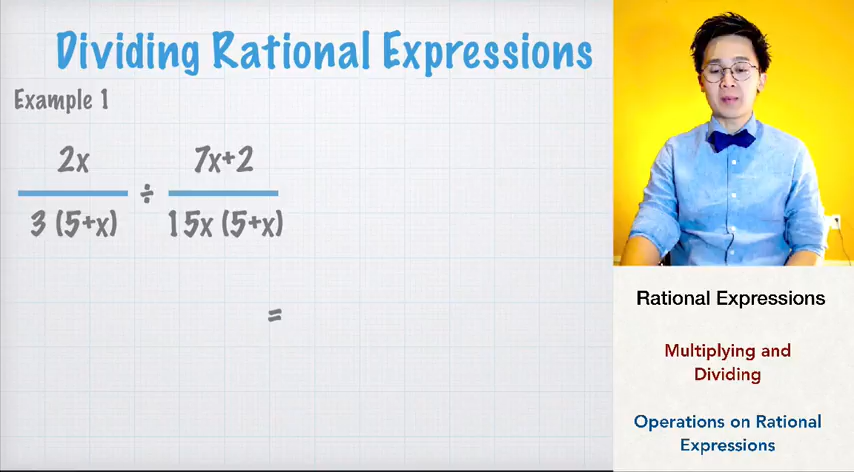 Dividing Rational Expressions
Example 1
2x 7x+2
÷
3 (5+x) 15x (5+x)
=
Rational Expressions
Multiplying and
Dividing
Operations on Rational
Expressions